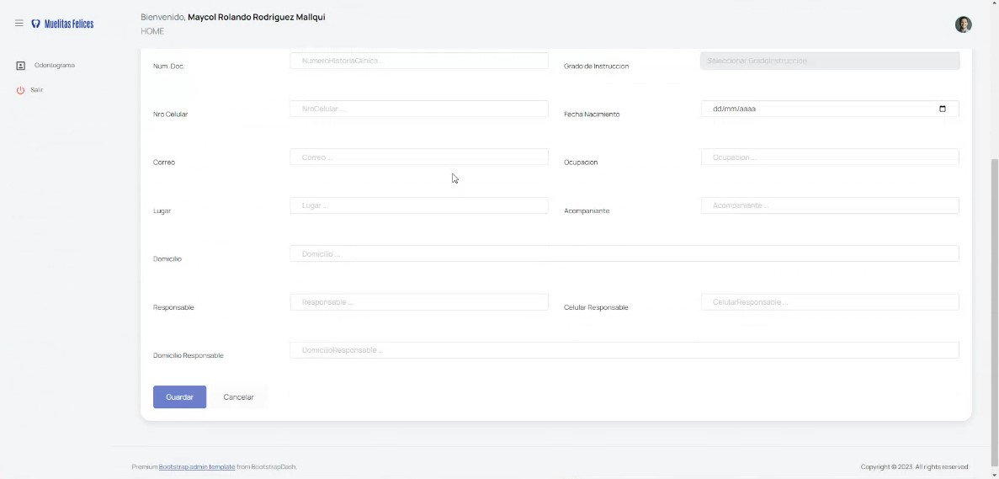 Muelitas Felices
Bienvenido, Maycol Rolando Rodriguez Mallqui
HOME
Odontograma
Salir
Num. Doc. NumeroHistoriaClinica ... Grado de Instruccion Seleccionar GradoInstruccion ...
Nro Celular NroCelular ... Fecha Nacimiento dd/mm/aaaa
Correo Correo ... Ocupacion Ocupacion ...
Lugar Lugar ... Acompaniante Acompaniante ...
Domicilio Domicilio ...
Responsable Responsable ... Celular Responsable CelularResponsable ...
Domicilio Responsable DomicilioResponsable ...
Guardar Cancelar
Premium Bootstrap admin template from BootstrapDash. Copyright © 2023. All rights reserved.